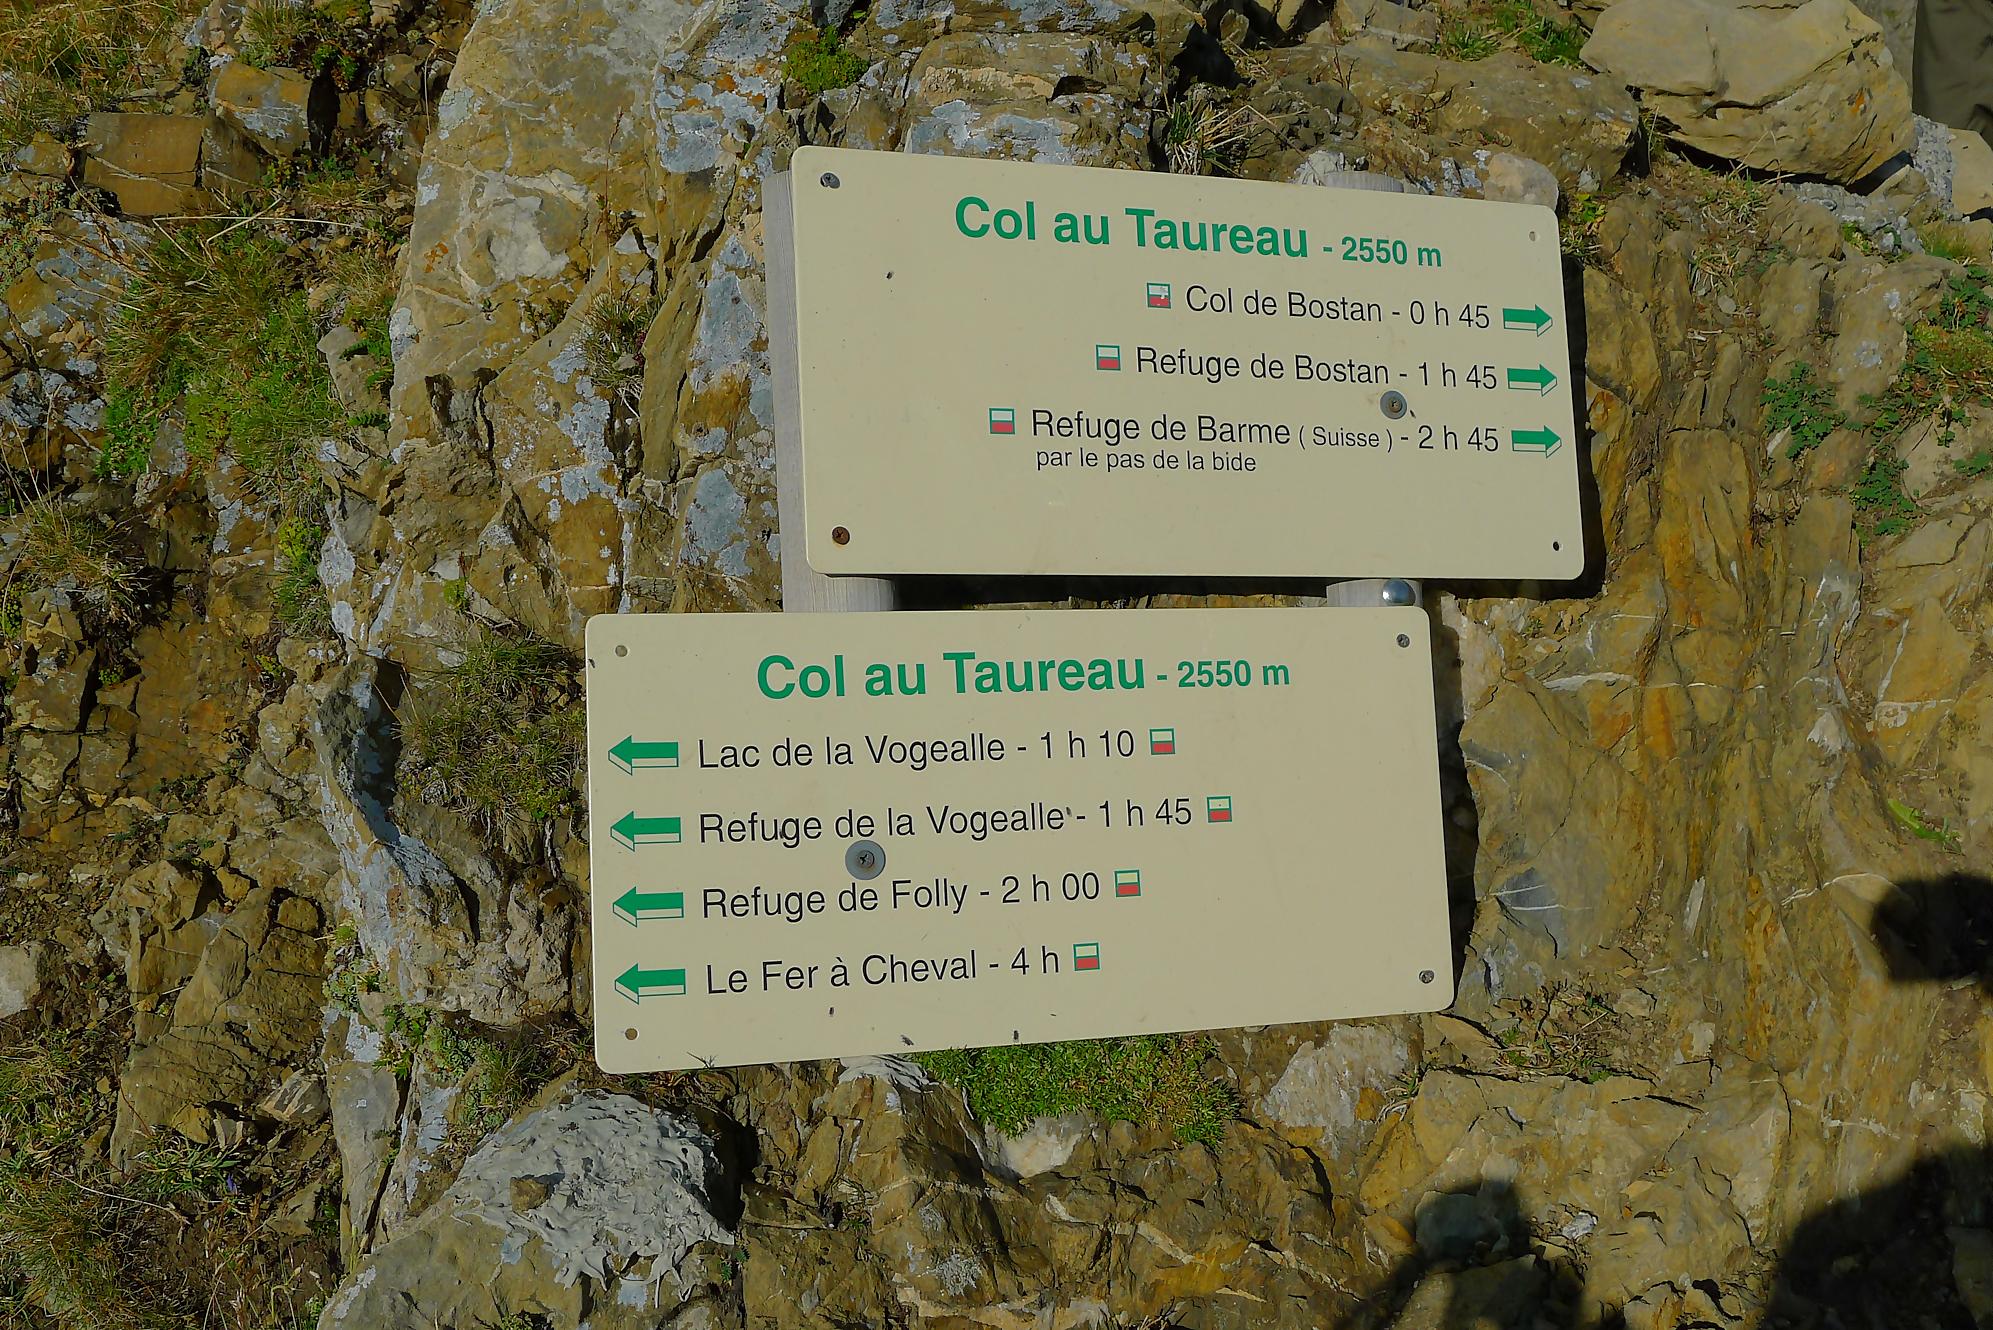 Col au Taureau - 2550 m
Col de Bostan - 0 h 45
Refuge de Bostan - 1 h 45
Refuge de Barme ( Suisse ) - 2 h 45
par le pas de la bide
Col au Taureau - 2550 m
Lac de la Vogealle - 1 h 10
Refuge de la Vogealle - 1 h 45
Refuge de Folly - 2 h 00
Le Fer à Cheval - 4 h